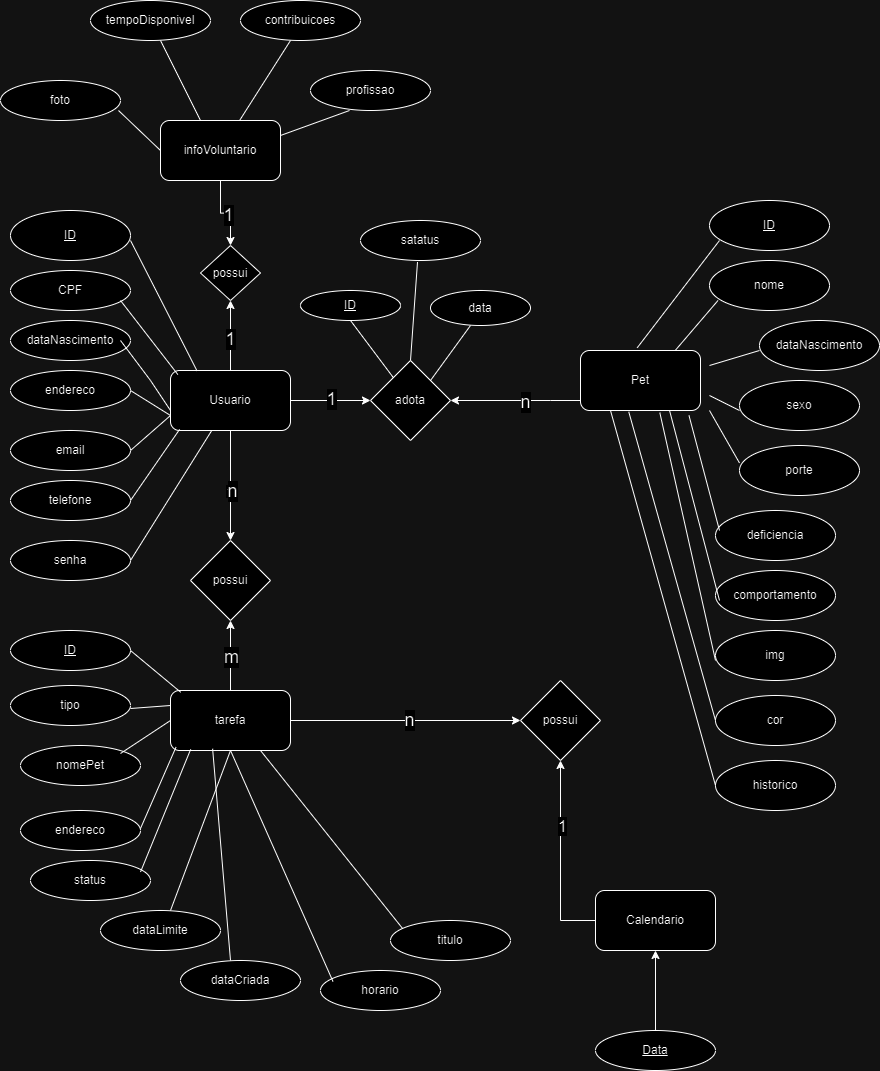 tempoDisponivel
contribuicoes
foto
profissao
infoVoluntario
1
ID
possui
CPF
1
dataNascimento
endereco
Usuario
email
telefone
senha
satatus
ID
data
1
adota
n
ID
nome
dataNascimento
Pet
sexo
porte
deficiencia
comportamento
img
cor
historico
n
possui
m
ID
tipo
tarefa
n
possui
nomePet
endereco
status
dataLimite
dataCriada
horario
titulo
1
Calendario
Data